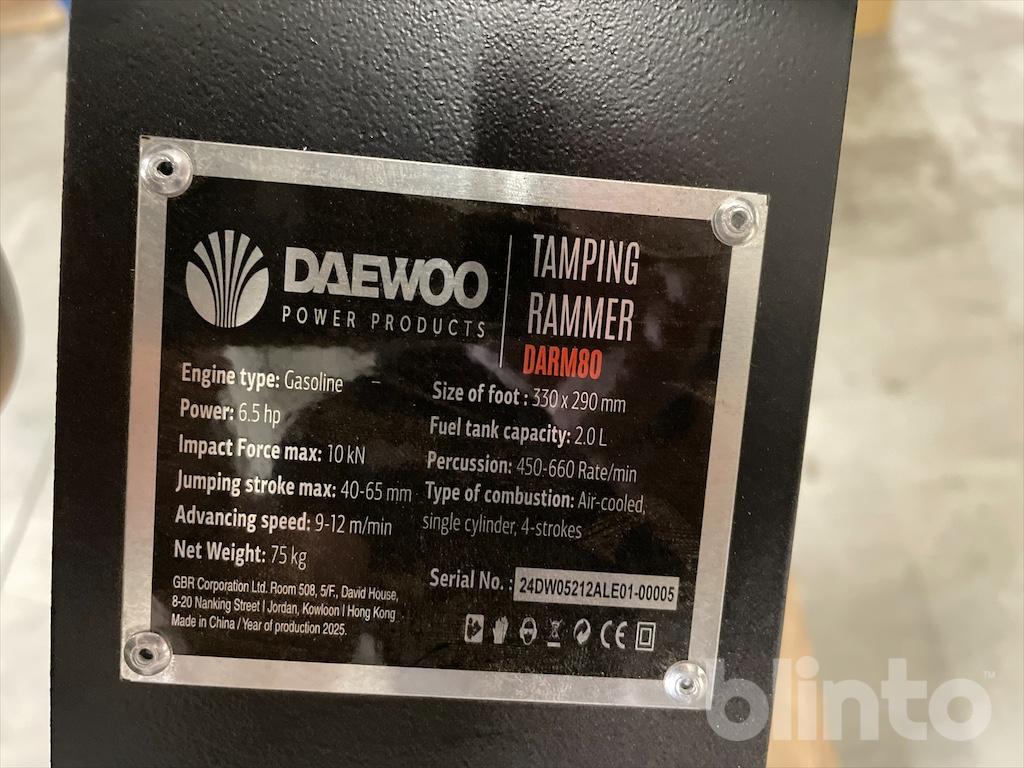 DAEWOO
POWER PRODUCTS
TAMPING
RAMMER
DARM80
Engine type: Gasoline
Power: 6.5 hp
Impact Force max: 10 kN
Jumping stroke max: 40-65 mm
Advancing speed: 9-12 m/min
Net Weight: 75 kg
GBR Corporation Ltd. Room 508, 5/F., David House,
8-20 Nanking Street | Jordan, Kowloon | Hong Kong
Made in China / Year of production 2025.
Size of foot : 330 x 290 mm
Fuel tank capacity: 2.0 L
Percussion: 450-660 Rate/min
Type of combustion: Air-cooled,
single cylinder, 4-strokes
Serial No. : 24DW05212ALE01-00005
CE
blinto™